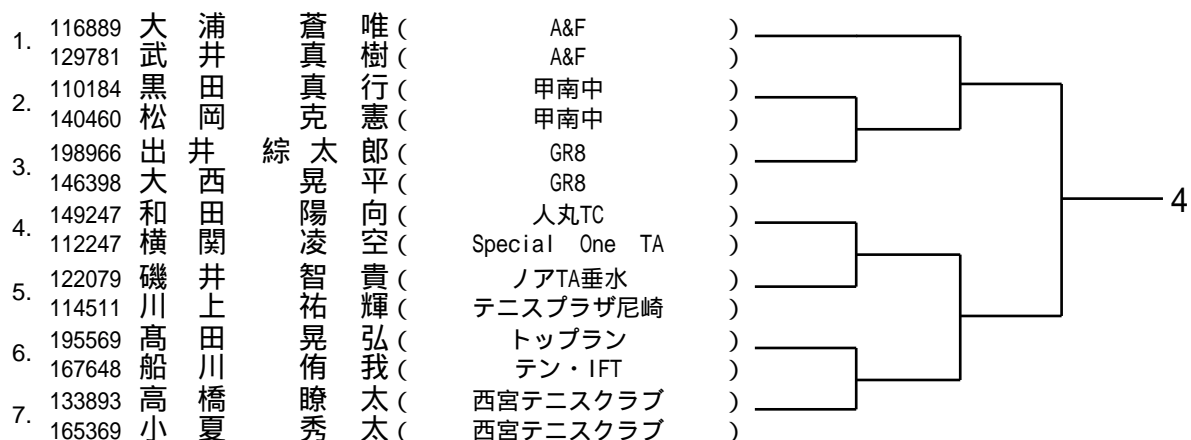 1. 116889 大浦 蒼唯 ( A&F )
129781 武井 真樹 ( A&F )
2. 110184 黒田 真行 ( 甲南中 )
140460 松岡 克憲 ( 甲南中 )
3. 198966 出井 綜太郎 ( GR8 )
146398 大西 晃平 ( GR8 )
4. 149247 和田 陽向 ( 人丸TC )
112247 横関 凌空 ( Special One TA )
4
5. 122079 磯井 智貴 ( ノアTA垂水 )
114511 川上 祐輝 ( テニスプラザ尼崎 )
6. 195569 髙田 晃弘 ( トップラン )
167648 船川 侑我 ( テン・IFT )
7. 133893 高橋 瞭太 ( 西宮テニスクラブ )
165369 小夏 秀太 ( 西宮テニスクラブ )